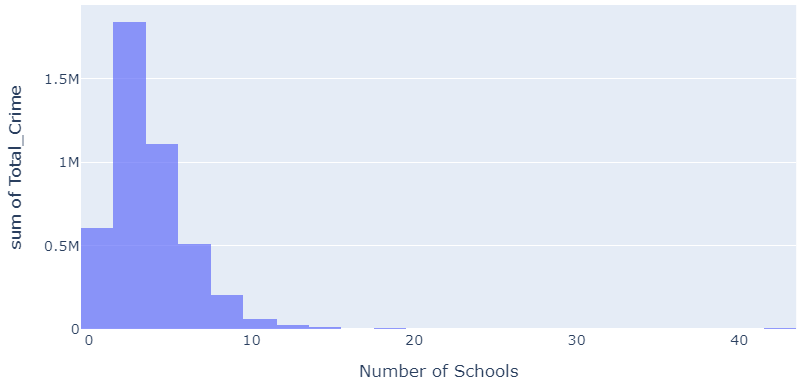 sum of Total_Crime
1.5M
1M
0.5M
0
0
10
20
30
40
Number of Schools